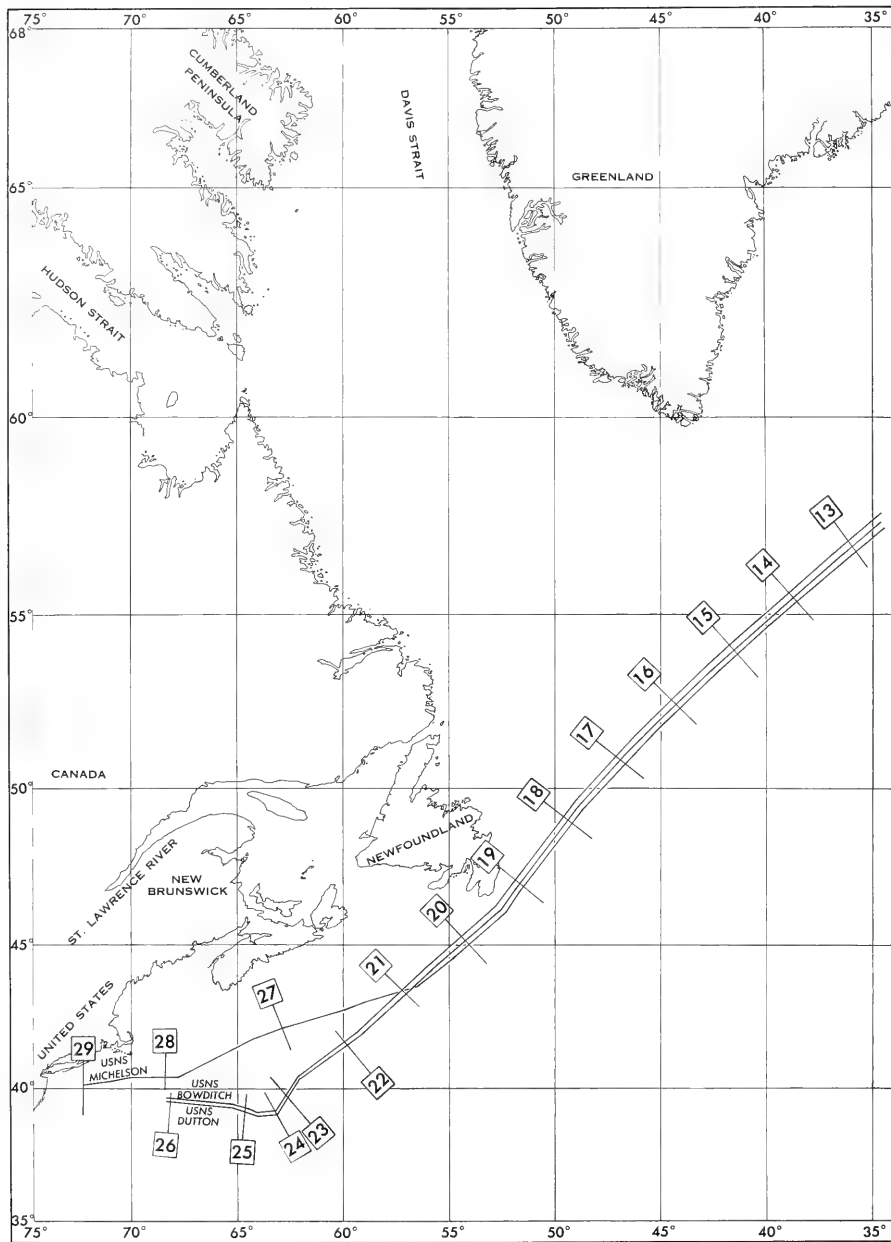 75° 70° 65° 60° 55° 50° 45° 40° 35°
68°
CUMBERLAND
PENINSULA
DAVIS STRAIT
GREENLAND
65°
HUDSON STRAIT
60°
13
14
55°
15
16
17
CANADA
50°
18
NEWFOUNDLAND
19
ST. LAWRENCE RIVER
NEW
BRUNSWICK
20
45°
21
27
UNITED STATES
28
29
USNS
MICHELSON
22
40°
USNS
BOWDITCH
USNS
DUTTON
23
24
25
26
35°
75° 70° 65° 60° 55° 50° 45° 40° 35°